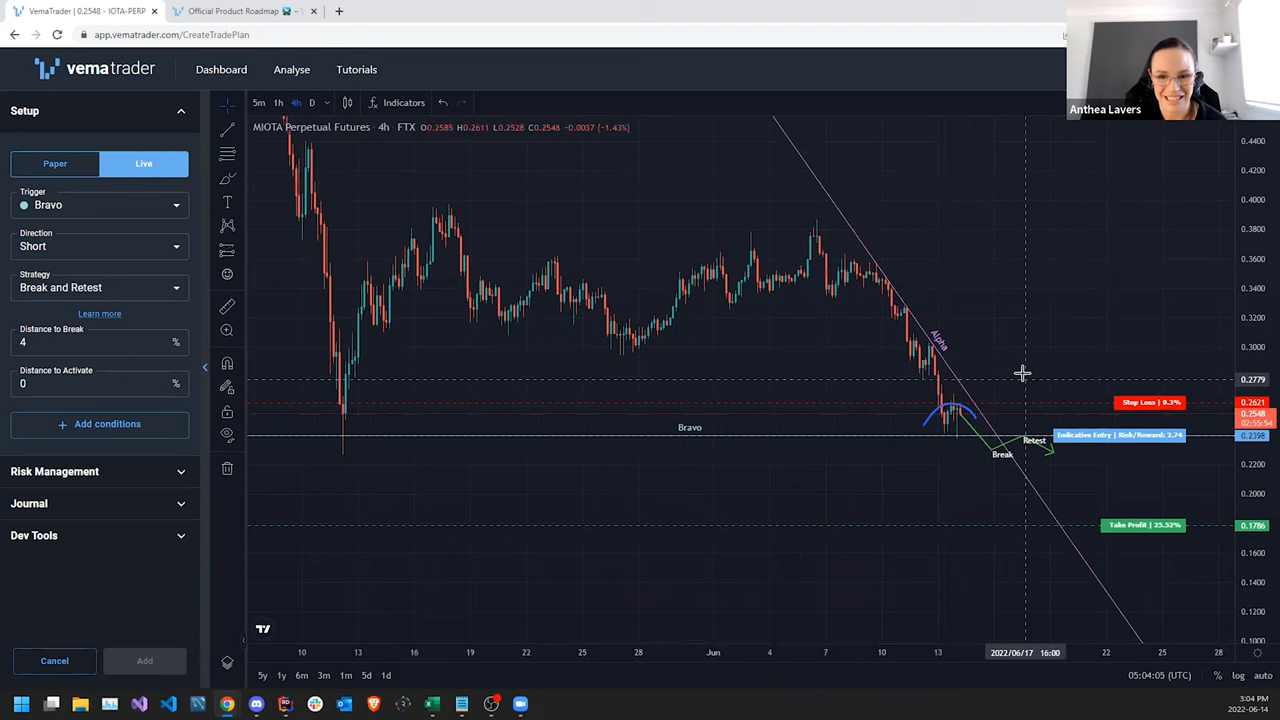 VemaTrader | 0.2548 - IOTA-PERP
Official Product Roadmap
app.vematrader.com/CreateTradePlan
vematrader
Dashboard
Analyse
Tutorials
Anthea Lavers
Setup
Paper
Live
Trigger
Bravo
Direction
Short
Strategy
Break and Retest
Learn more
Distance to Break
4 %
Distance to Activate
0 %
Add conditions
Risk Management
Journal
Dev Tools
Cancel
Add
5m 1h 4h D
Indicators
MIOTA Perpetual Futures · 4h · FTX O0.2585 H0.2611 L0.2528 C0.2548 -0.0037 (-1.43%)
Alpha
Bravo
Break
Retest
Stop Loss | 9.3%
Indicative Entry | Risk/Reward: 2.74
Take Profit | 25.52%
0.4400
0.4200
0.4000
0.3800
0.3600
0.3400
0.3200
0.3000
0.2779
0.2621
0.2548
02:55:54
0.2398
0.2200
0.2000
0.1786
0.1600
0.1400
0.1200
0.1000
10 13 16 19 22 25 28 Jun 4 7 10 13 2022/06/17 16:00 22 25 28
5y 1y 6m 3m 1m 5d 1d
05:04:05 (UTC) % log auto
3:04 PM
2022-06-14